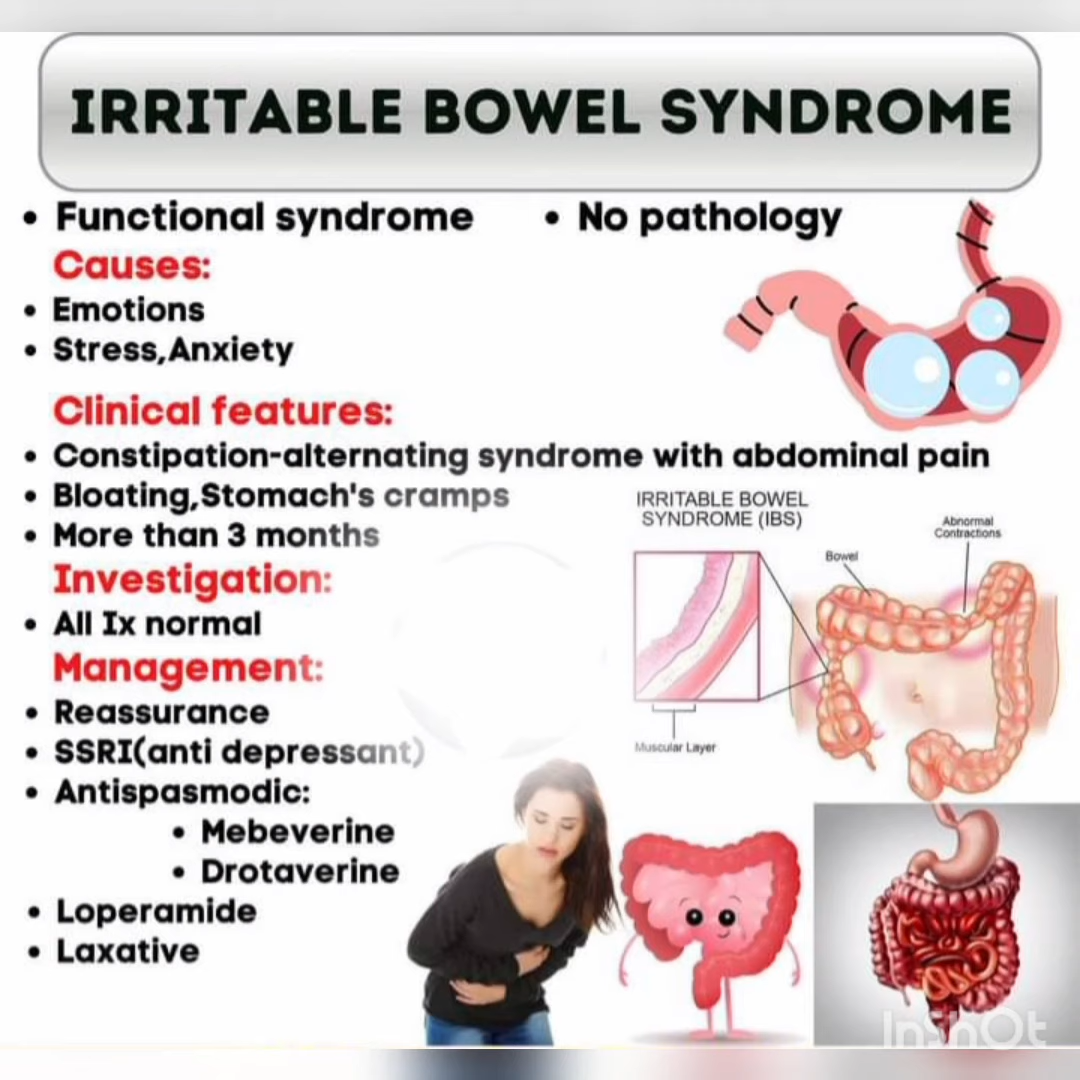 IRRITABLE BOWEL SYNDROME
• Functional syndrome • No pathology
Causes:
• Emotions
• Stress,Anxiety
Clinical features:
• Constipation-alternating syndrome with abdominal pain
• Bloating,Stomach's cramps
• More than 3 months
Investigation:
• All Ix normal
Management:
• Reassurance
• SSRI(anti depressant)
• Antispasmodic:
• Mebeverine
• Drotaverine
• Loperamide
• Laxative
IRRITABLE BOWEL
SYNDROME (IBS)
Abnormal
Contractions
Bowel
Muscular Layer
InShOt